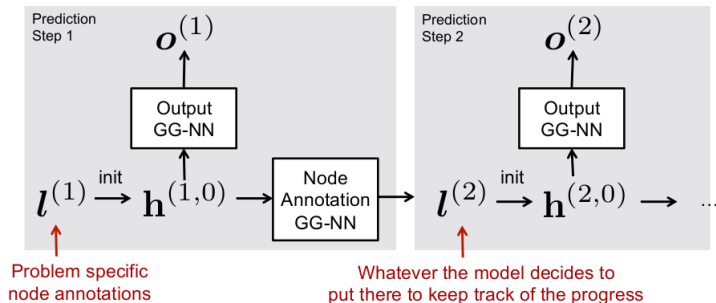 Prediction
Step 1
o^(1)
Output
GG-NN
l^(1)
init
h^(1,0)
Node
Annotation
GG-NN
Prediction
Step 2
o^(2)
Output
GG-NN
l^(2)
init
h^(2,0)
...
Problem specific
node annotations
Whatever the model decides to
put there to keep track of the progress